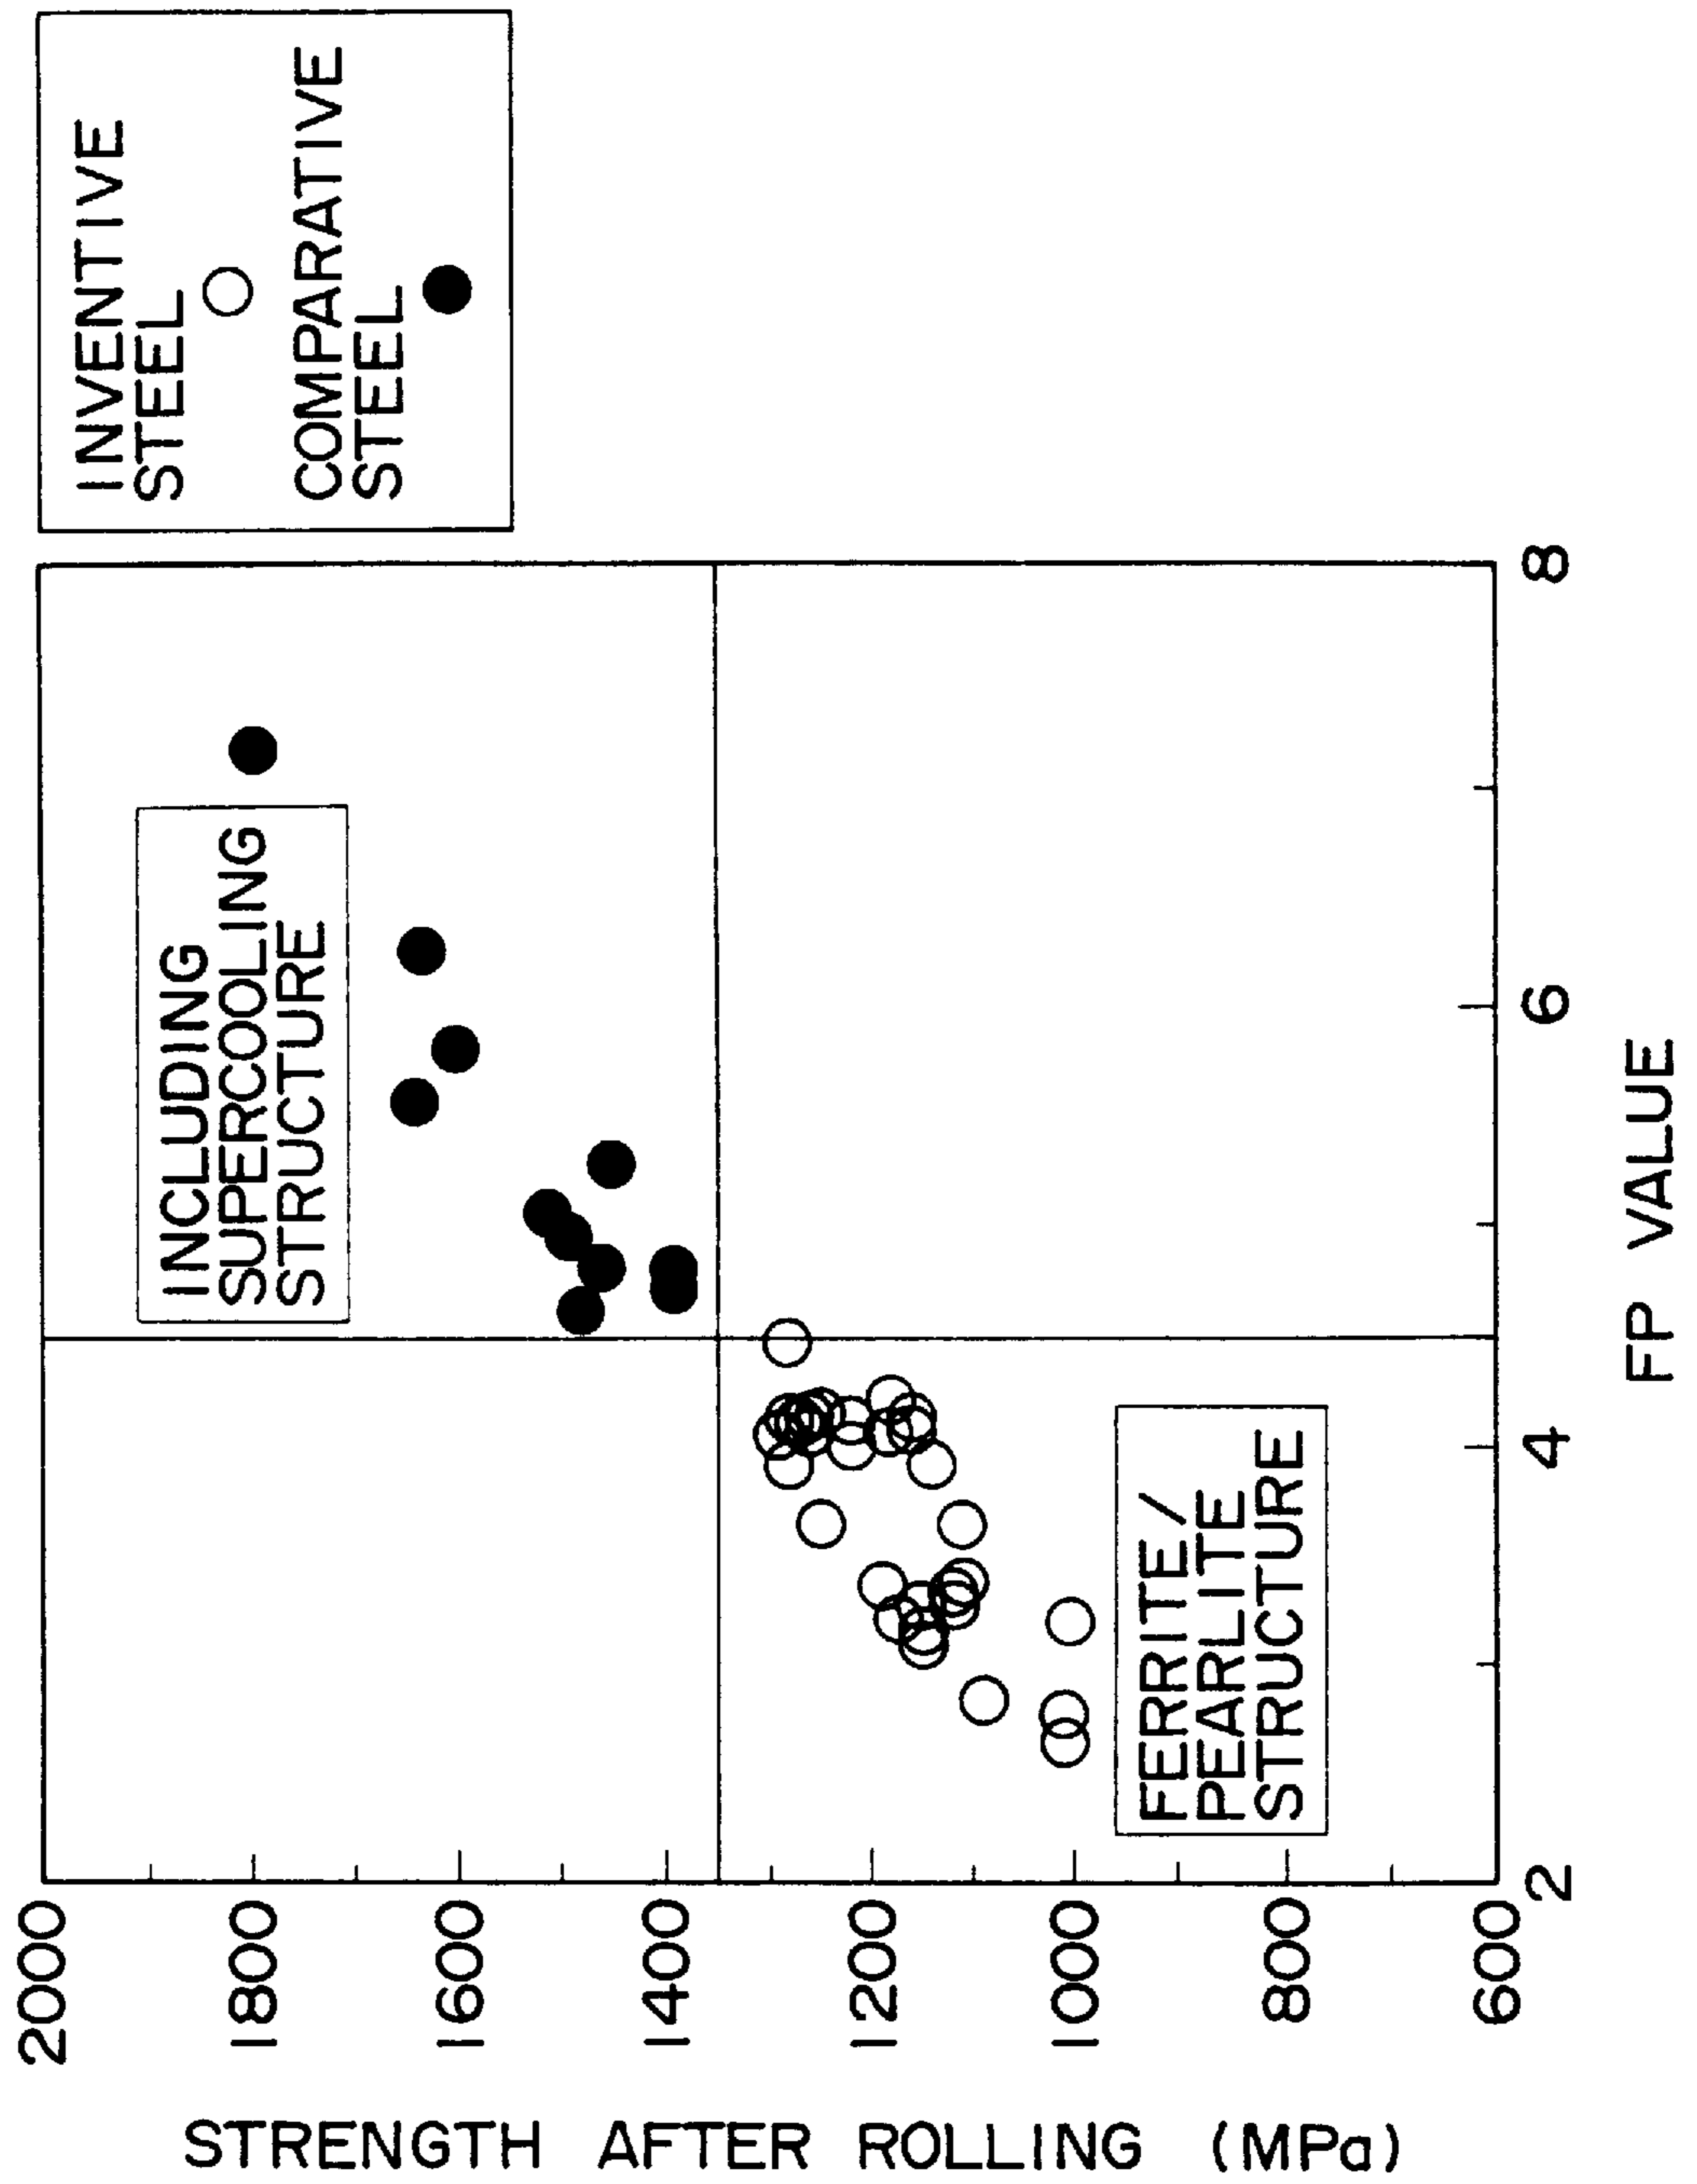 STRENGTH AFTER ROLLING (MPa)
2000
1800
1600
1400
1200
1000
800
600
INCLUDING
SUPERCOOLING
STRUCTURE
FERRITE/
PEARLITE
STRUCTURE
2
4
6
8
FP VALUE
INVENTIVE
STEEL
COMPARATIVE
STEEL